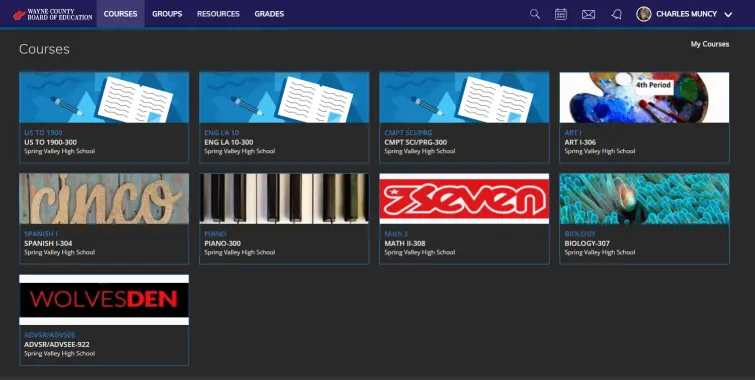 WAYNE COUNTY
BOARD OF EDUCATION
COURSES
GROUPS
RESOURCES
GRADES
CHARLES MUNCY
Courses
My Courses
US TO 1900
US TO 1900-300
Spring Valley High School
ENG LA 10
ENG LA 10-300
Spring Valley High School
CMPT SCI/PRG
CMPT SCI/PRG-300
Spring Valley High School
4th Period
ART I
ART I-306
Spring Valley High School
cinco
SPANISH I
SPANISH I-304
Spring Valley High School
PIANO
PIANO-300
Spring Valley High School
7seven
Math 2
MATH II-308
Spring Valley High School
BIOLOGY
BIOLOGY-307
Spring Valley High School
WOLVESDEN
ADVSR/ADVSEE
ADVSR/ADVSEE-922
Spring Valley High School